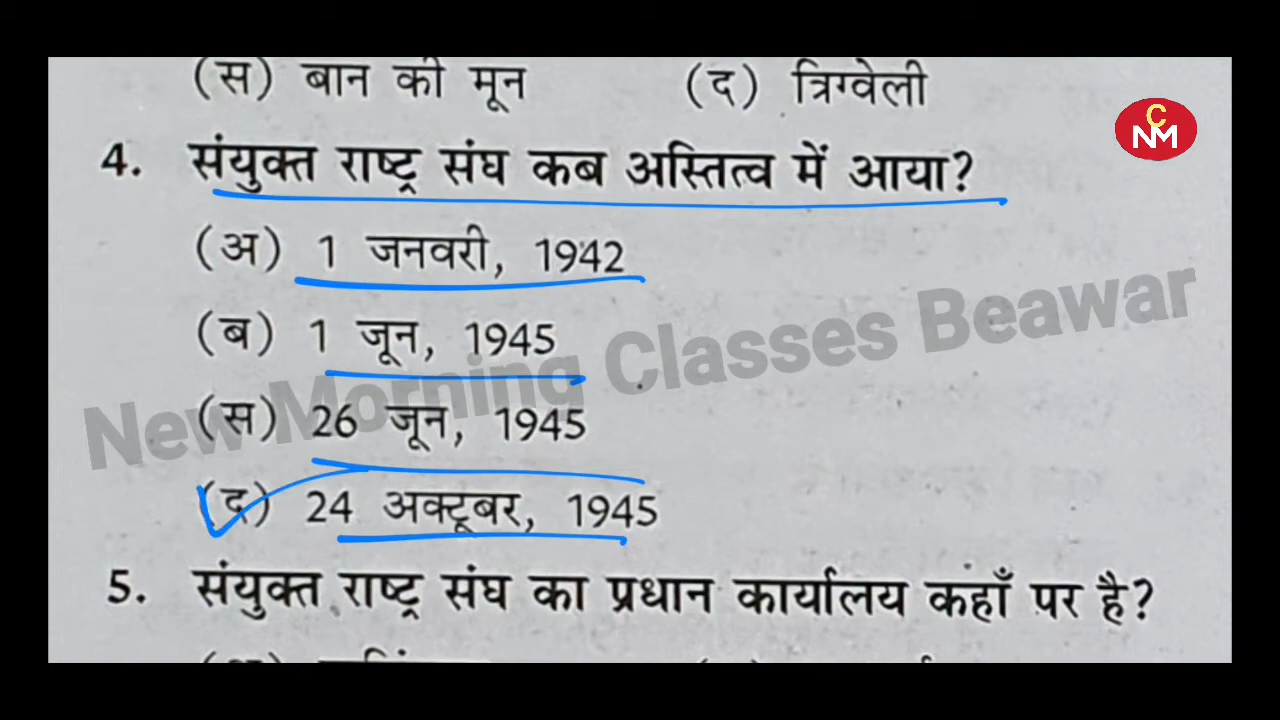 (स) बान की मून (द) त्रिग्वेली
C
NM
4. संयुक्त राष्ट्र संघ कब अस्तित्व में आया?
(अ) 1 जनवरी, 1942
(ब) 1 जून, 1945
New Morning Classes Beawar
(स) 26 जून, 1945
(द) 24 अक्टूबर, 1945
5. संयुक्त राष्ट्र संघ का प्रधान कार्यालय कहाँ पर है?